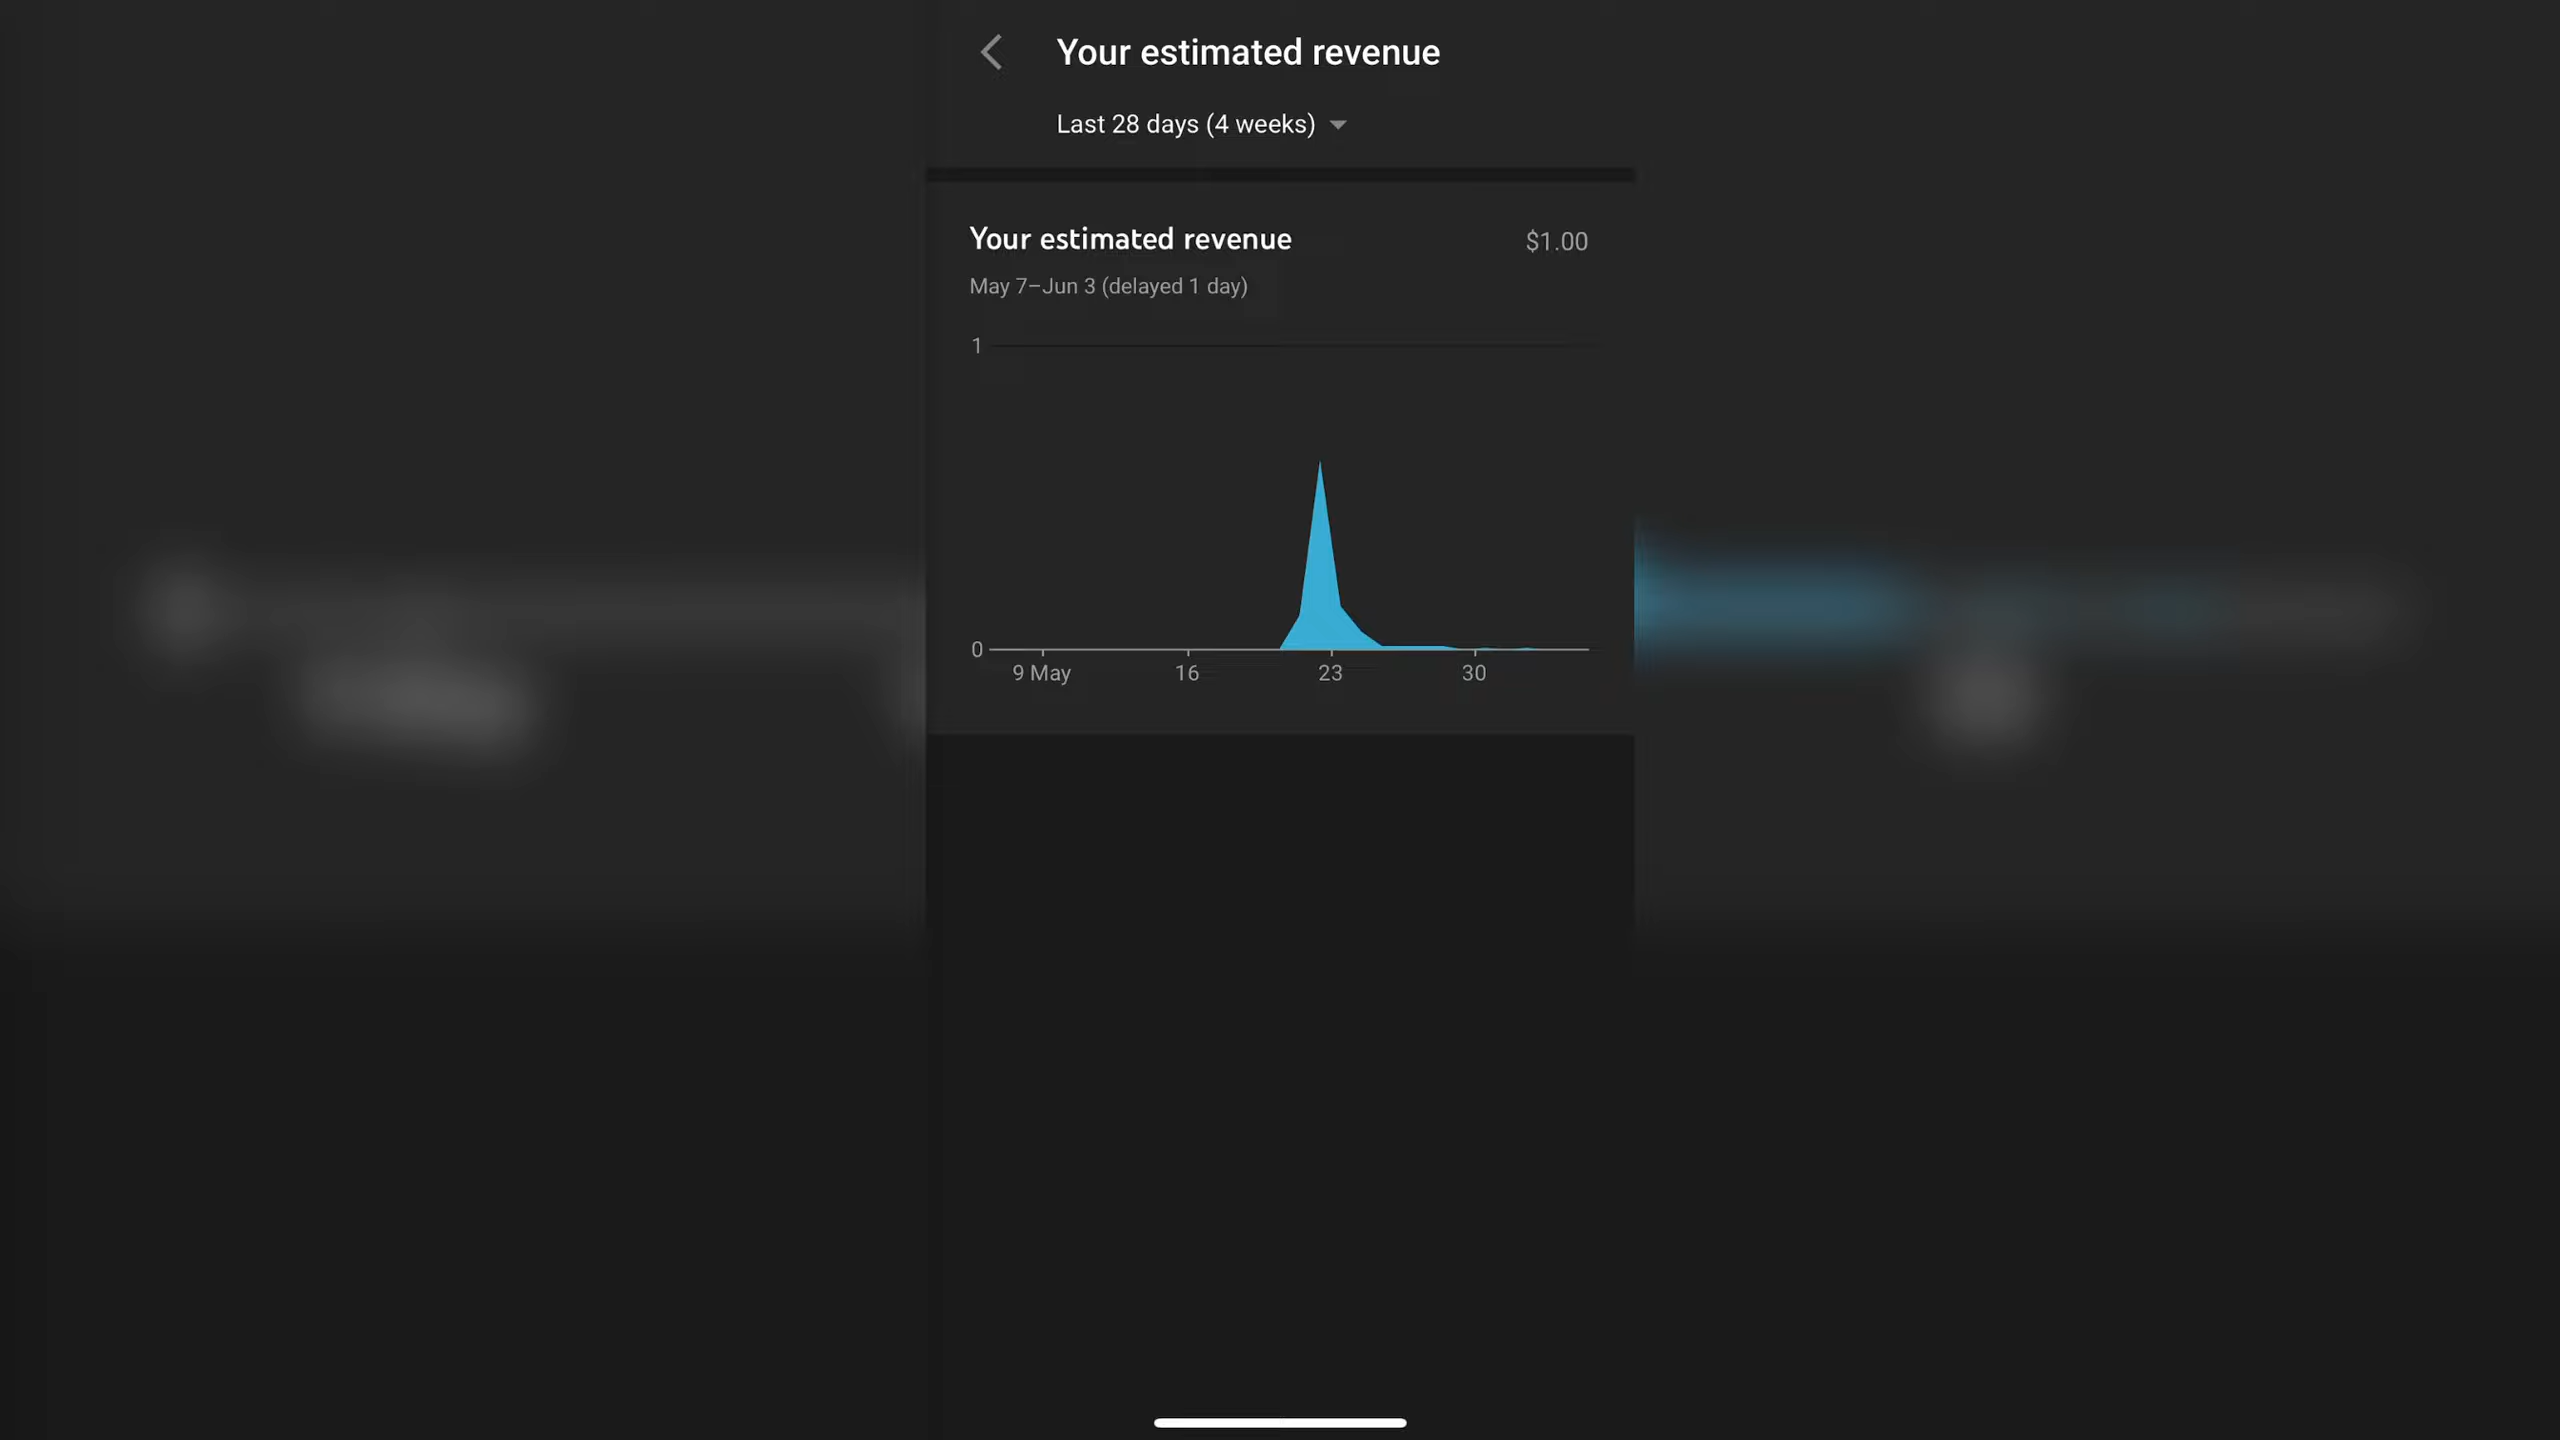 Your estimated revenue
Last 28 days (4 weeks)
Your estimated revenue $1.00
May 7–Jun 3 (delayed 1 day)
1
0
9 May 16 23 30